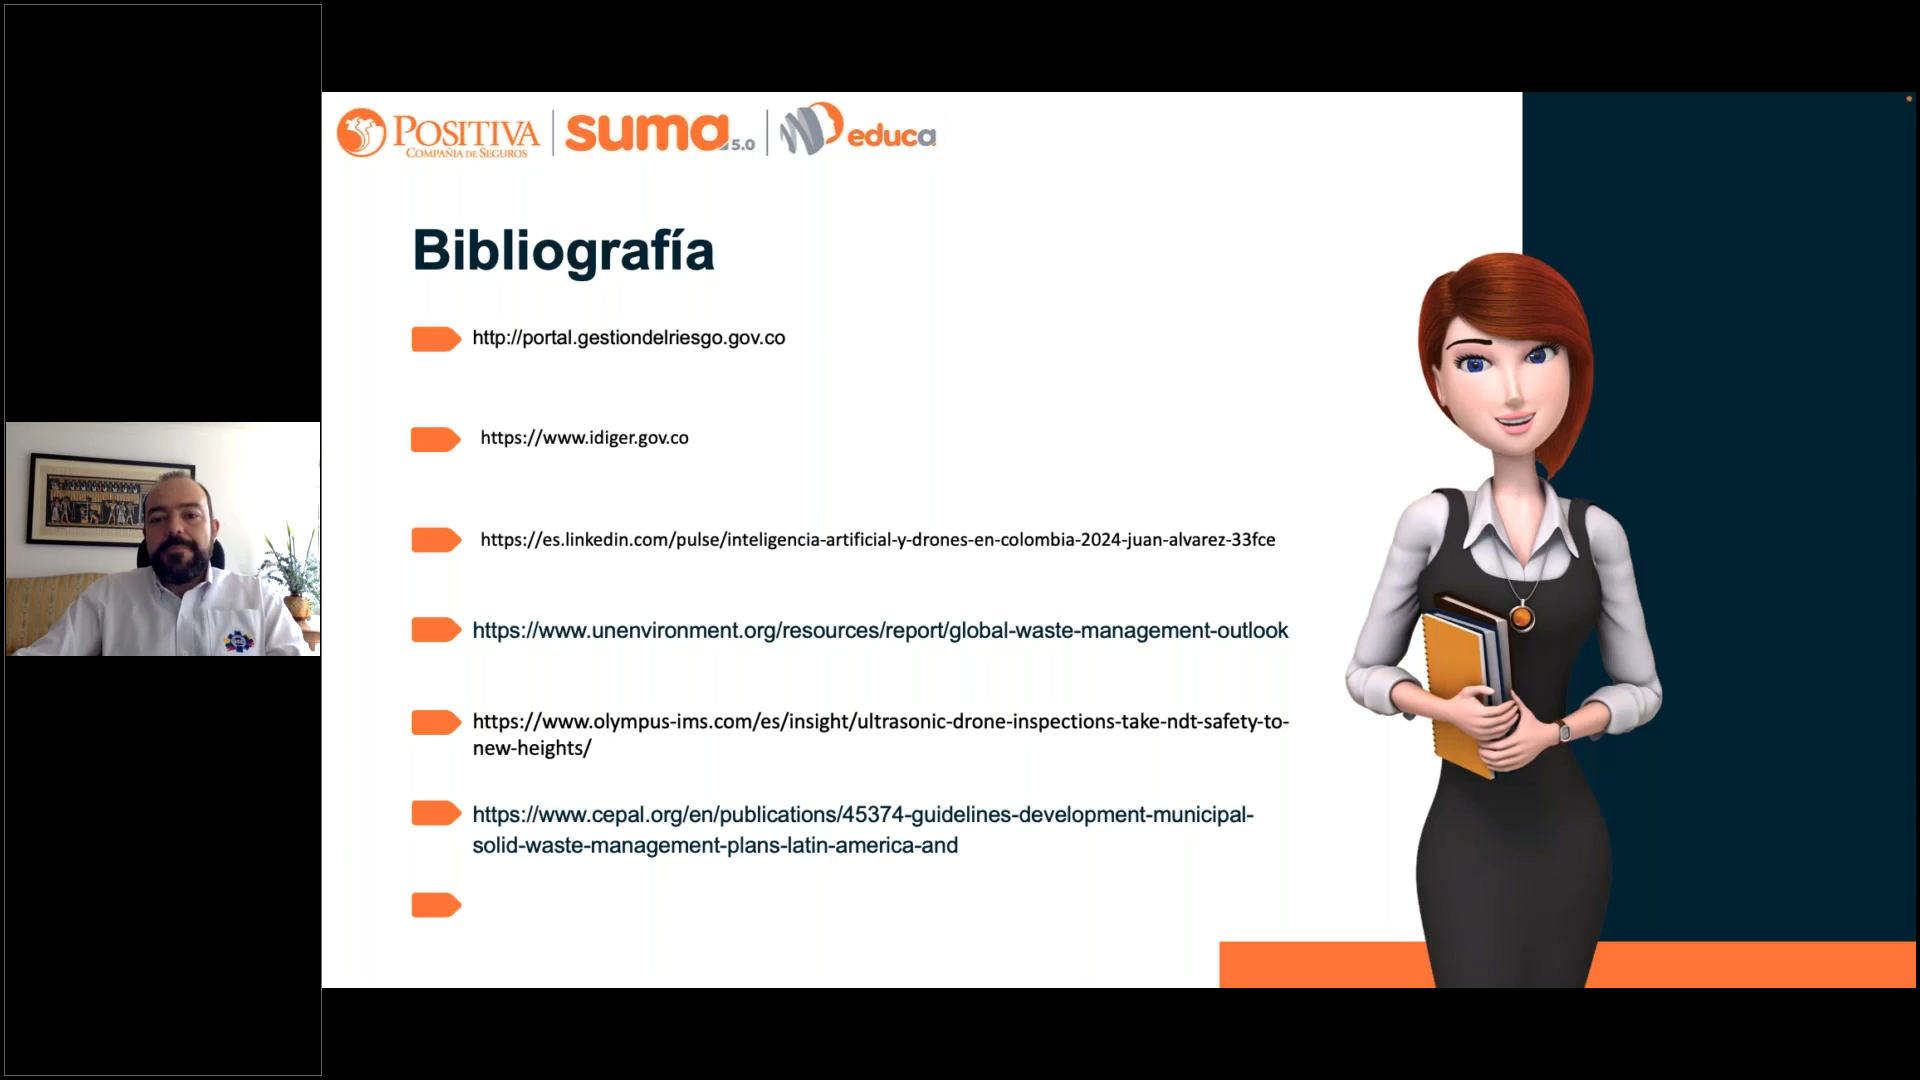 POSITIVA
COMPAÑIA DE SEGUROS
suma 5.0
educa
Bibliografía
http://portal.gestiondelriesgo.gov.co
https://www.idiger.gov.co
https://es.linkedin.com/pulse/inteligencia-artificial-y-drones-en-colombia-2024-juan-alvarez-33fce
https://www.unenvironment.org/resources/report/global-waste-management-outlook
https://www.olympus-ims.com/es/insight/ultrasonic-drone-inspections-take-ndt-safety-to-
new-heights/
https://www.cepal.org/en/publications/45374-guidelines-development-municipal-
solid-waste-management-plans-latin-america-and